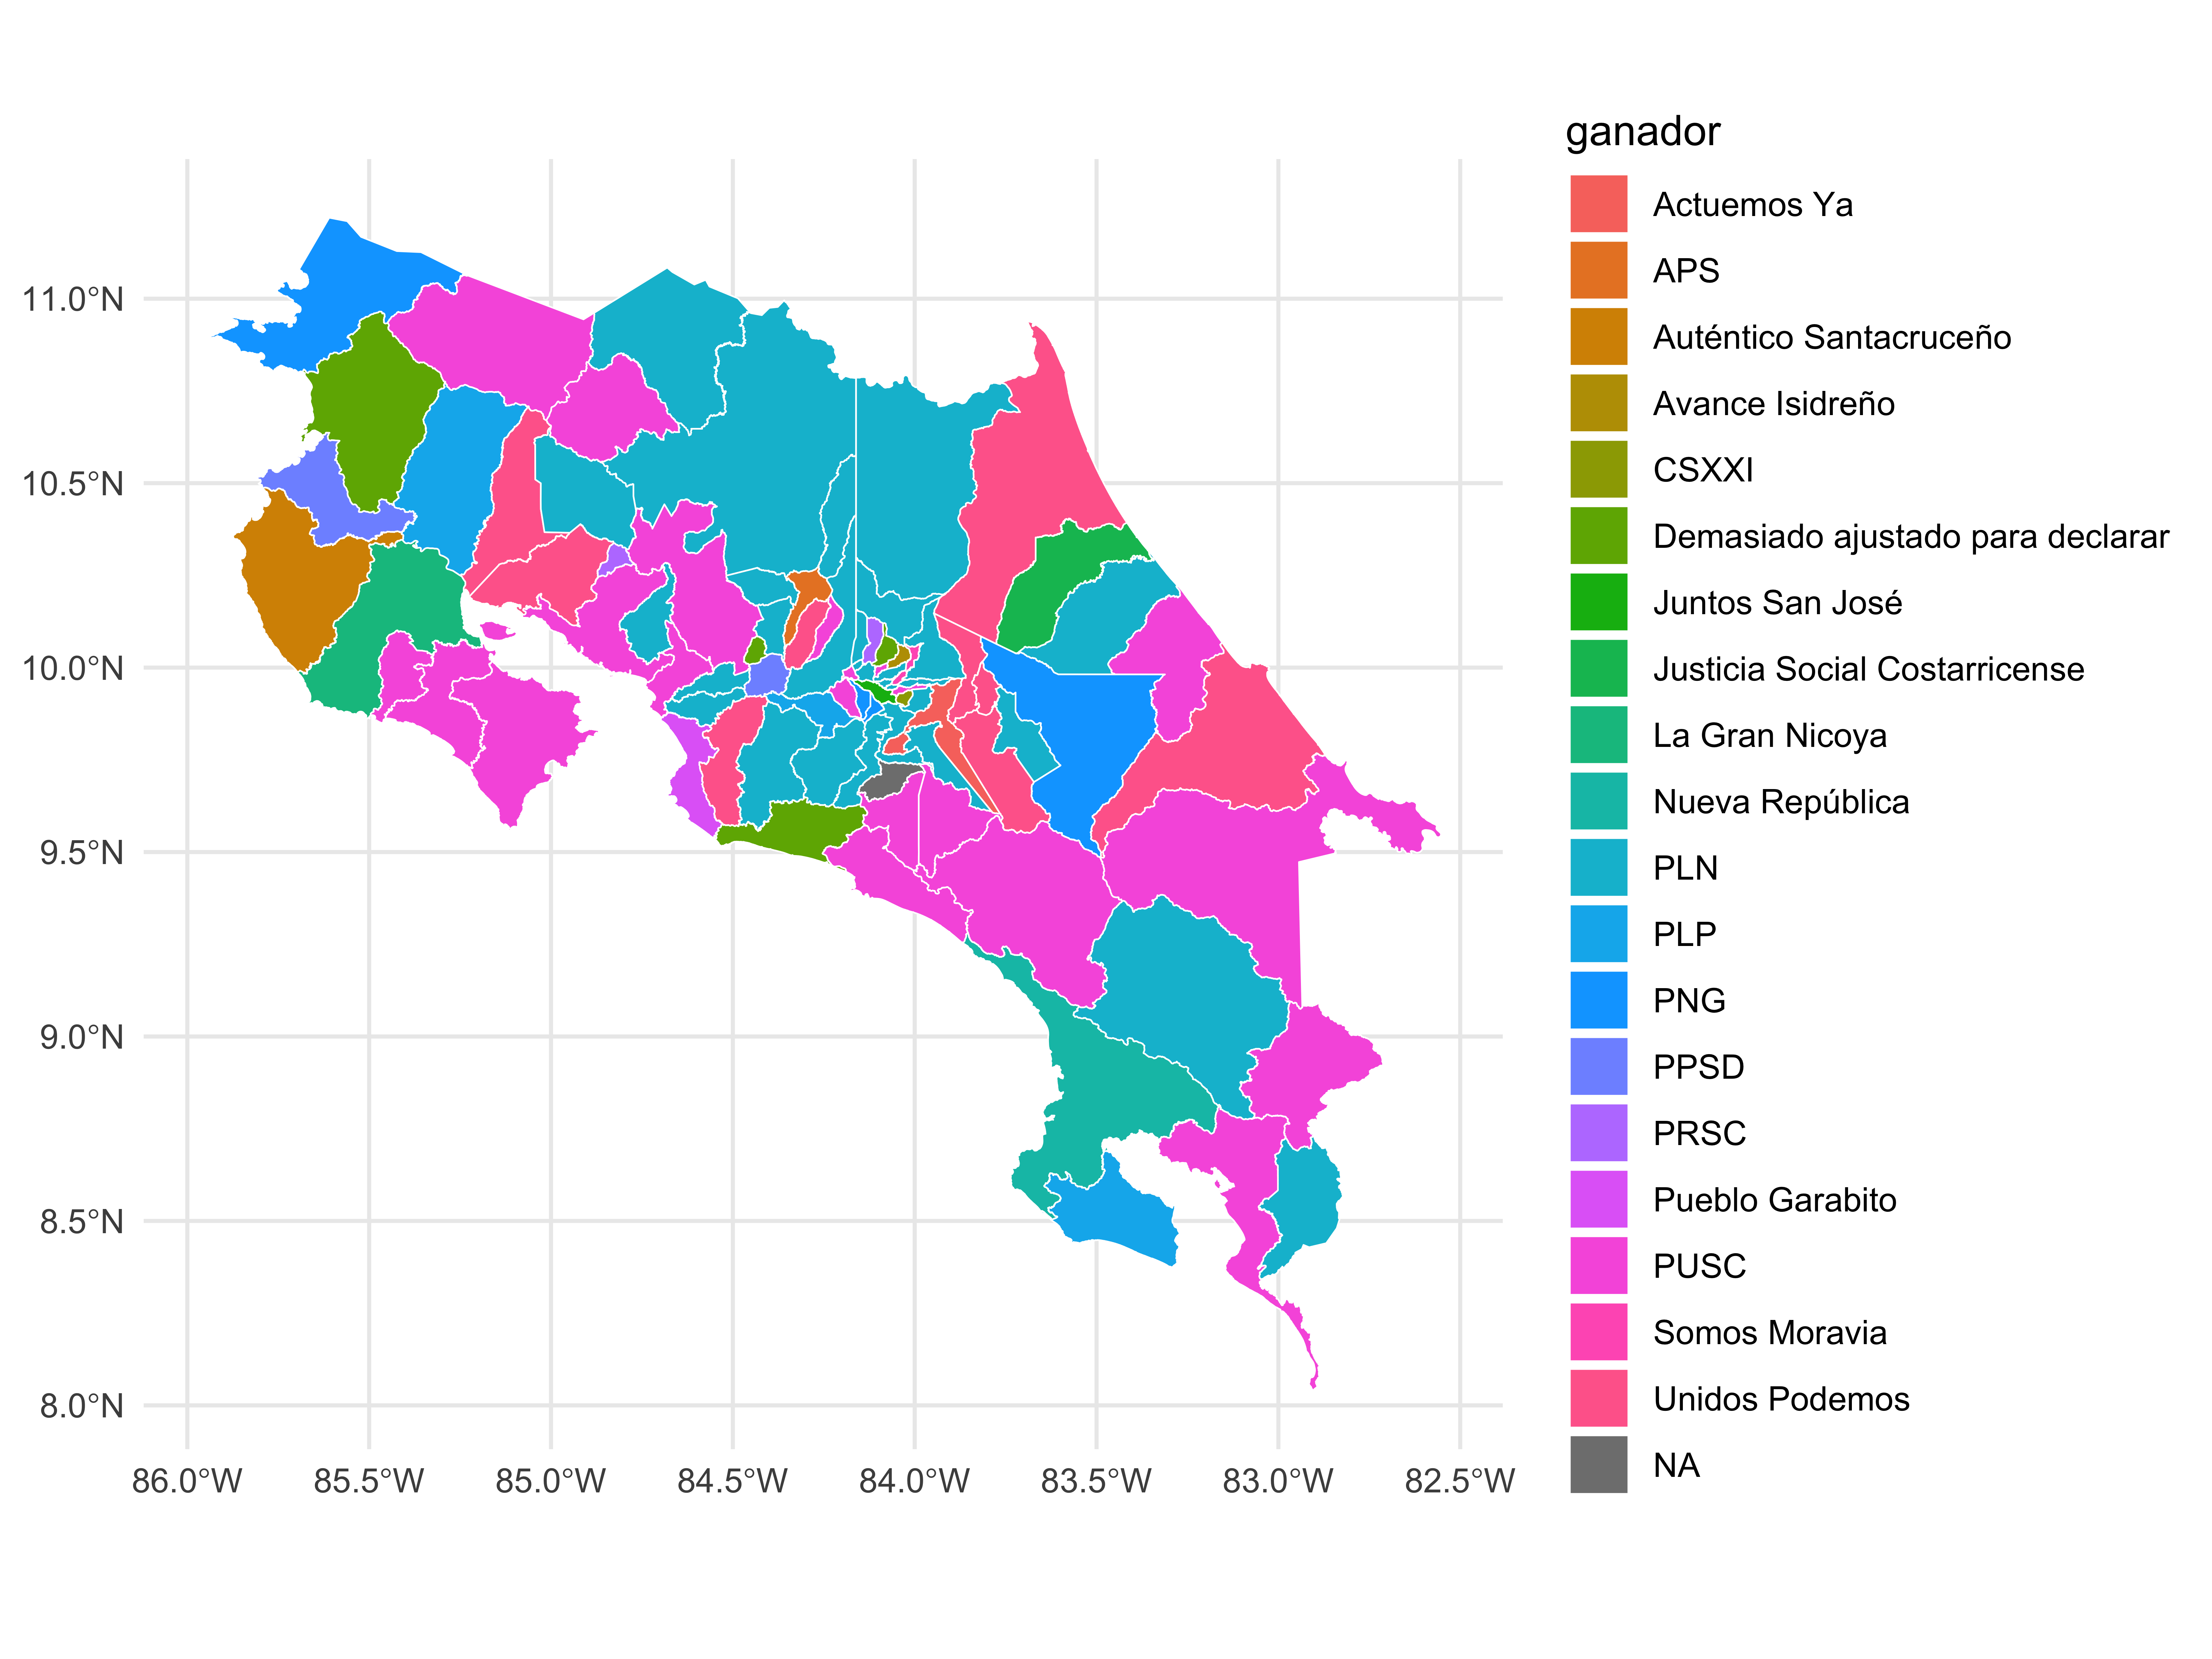 ganador
Actuemos Ya
APS
Auténtico Santacruceño
Avance Isidreño
CSXXI
Demasiado ajustado para declarar
Juntos San José
Justicia Social Costarricense
La Gran Nicoya
Nueva República
PLN
PLP
PNG
PPSD
PRSC
Pueblo Garabito
PUSC
Somos Moravia
Unidos Podemos
NA
11.0°N
10.5°N
10.0°N
9.5°N
9.0°N
8.5°N
8.0°N
86.0°W 85.5°W 85.0°W 84.5°W 84.0°W 83.5°W 83.0°W 82.5°W